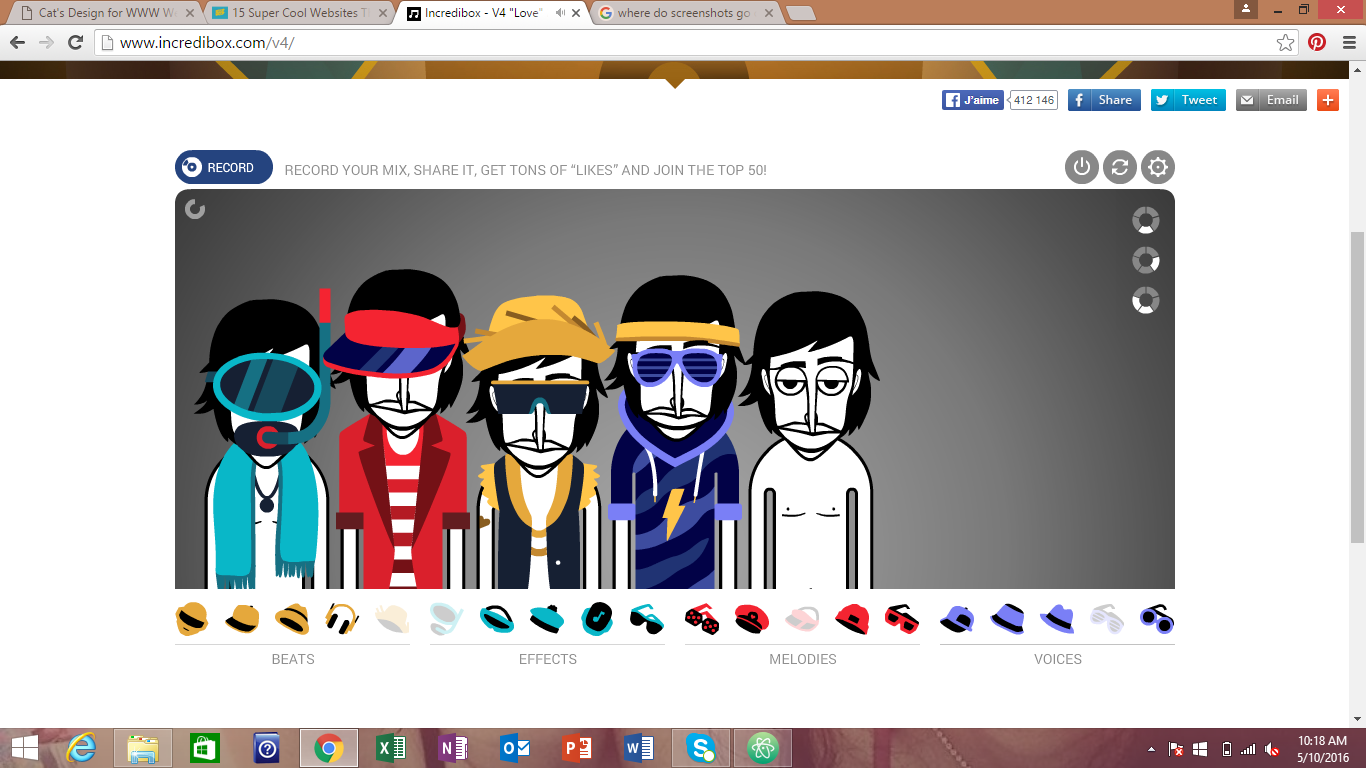 Cat's Design for WWW W
15 Super Cool Websites T
Incredibox - V4 "Love"
where do screenshots go
www.incredibox.com/v4/
J'aime
412 146
Share
Tweet
Email
RECORD
RECORD YOUR MIX, SHARE IT, GET TONS OF “LIKES” AND JOIN THE TOP 50!
BEATS
EFFECTS
MELODIES
VOICES
10:18 AM
5/10/2016